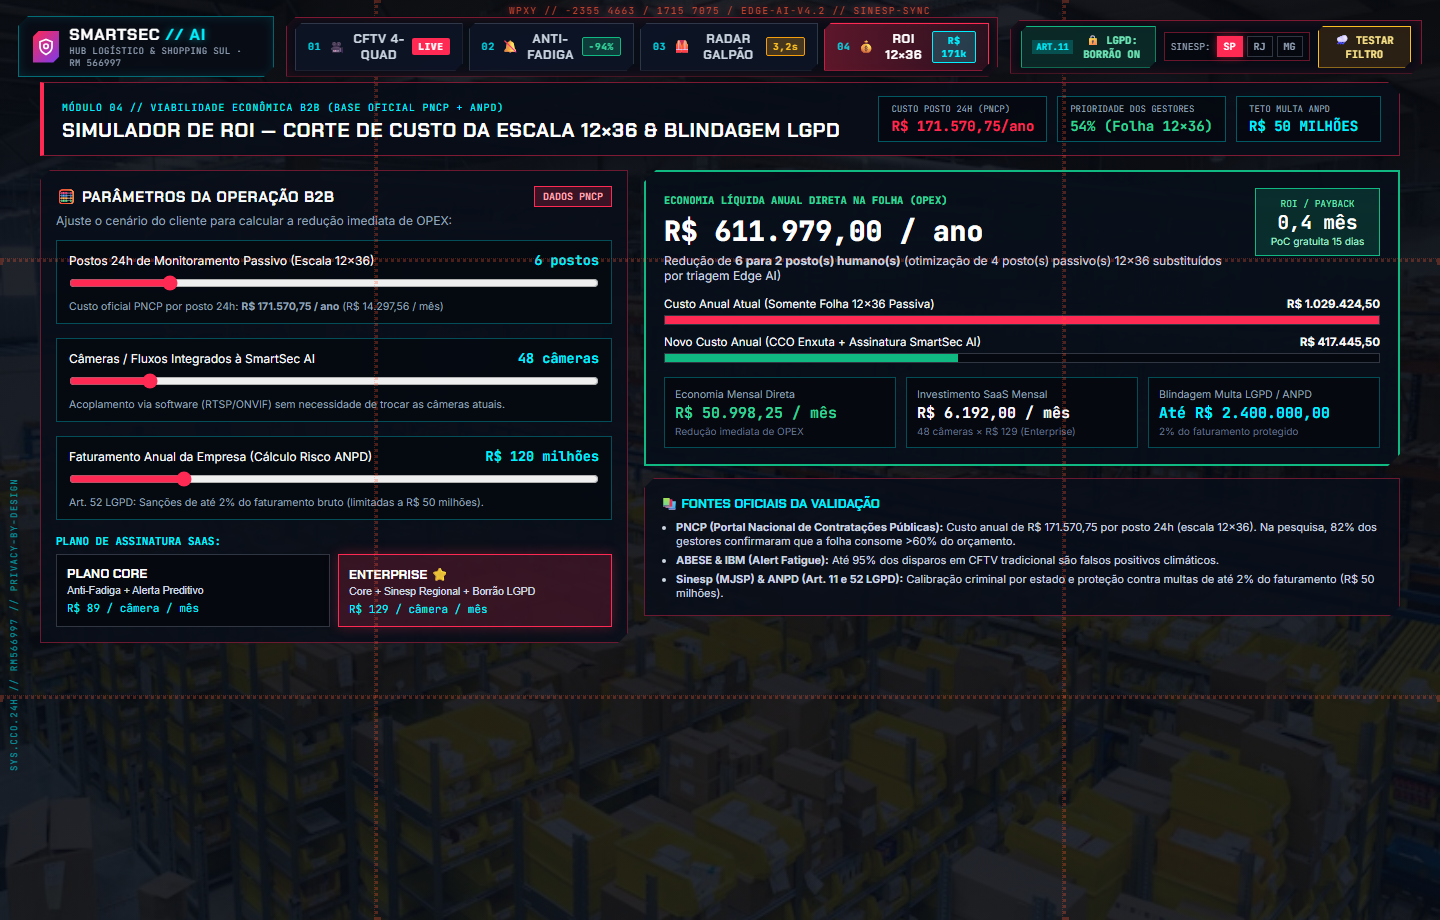 WPXY // -2355 4663 / 1715 7075 / EDGE-AI-V4.2 // SINESP-SYNC
SMARTSEC // AI
HUB LOGÍSTICO & SHOPPING SUL ·
RM 566997
01 CFTV 4-QUAD LIVE
02 ANTI-FADIGA -94%
03 RADAR GALPÃO 3,2s
04 ROI 12×36 R$ 171k
ART.11 LGPD: BORRÃO ON
SINESP: SP RJ MG
TESTAR FILTRO
MÓDULO 04 // VIABILIDADE ECONÔMICA B2B (BASE OFICIAL PNCP + ANPD)
SIMULADOR DE ROI — CORTE DE CUSTO DA ESCALA 12×36 & BLINDAGEM LGPD
CUSTO POSTO 24H (PNCP)
R$ 171.570,75/ano
PRIORIDADE DOS GESTORES
54% (Folha 12×36)
TETO MULTA ANPD
R$ 50 MILHÕES
PARÂMETROS DA OPERAÇÃO B2B
DADOS PNCP
Ajuste o cenário do cliente para calcular a redução imediata de OPEX:
Postos 24h de Monitoramento Passivo (Escala 12×36) 6 postos
Custo oficial PNCP por posto 24h: R$ 171.570,75 / ano (R$ 14.297,56 / mês)
Câmeras / Fluxos Integrados à SmartSec AI 48 câmeras
Acoplamento via software (RTSP/ONVIF) sem necessidade de trocar as câmeras atuais.
Faturamento Anual da Empresa (Cálculo Risco ANPD) R$ 120 milhões
Art. 52 LGPD: Sanções de até 2% do faturamento bruto (limitadas a R$ 50 milhões).
PLANO DE ASSINATURA SAAS:
PLANO CORE
Anti-Fadiga + Alerta Preditivo
R$ 89 / câmera / mês
ENTERPRISE
Core + Sinesp Regional + Borrão LGPD
R$ 129 / câmera / mês
ECONOMIA LÍQUIDA ANUAL DIRETA NA FOLHA (OPEX)
R$ 611.979,00 / ano
Redução de 6 para 2 posto(s) humano(s) (otimização de 4 posto(s) passivo(s) 12×36 substituídos
por triagem Edge AI)
ROI / PAYBACK
0,4 mês
PoC gratuita 15 dias
Custo Anual Atual (Somente Folha 12×36 Passiva) R$ 1.029.424,50
Novo Custo Anual (CCO Enxuta + Assinatura SmartSec AI) R$ 417.445,50
Economia Mensal Direta
R$ 50.998,25 / mês
Redução imediata de OPEX
Investimento SaaS Mensal
R$ 6.192,00 / mês
48 câmeras × R$ 129 (Enterprise)
Blindagem Multa LGPD / ANPD
Até R$ 2.400.000,00
2% do faturamento protegido
FONTES OFICIAIS DA VALIDAÇÃO
• PNCP (Portal Nacional de Contratações Públicas): Custo anual de R$ 171.570,75 por posto 24h (escala 12×36). Na pesquisa, 82% dos
gestores confirmaram que a folha consome >60% do orçamento.
• ABESE & IBM (Alert Fatigue): Até 95% dos disparos em CFTV tradicional são falsos positivos climáticos.
• Sinesp (MJSP) & ANPD (Art. 11 e 52 LGPD): Calibração criminal por estado e proteção contra multas de até 2% do faturamento (R$ 50
milhões).
SYS.CCO.24H // RM566997 // PRIVACY-BY-DESIGN